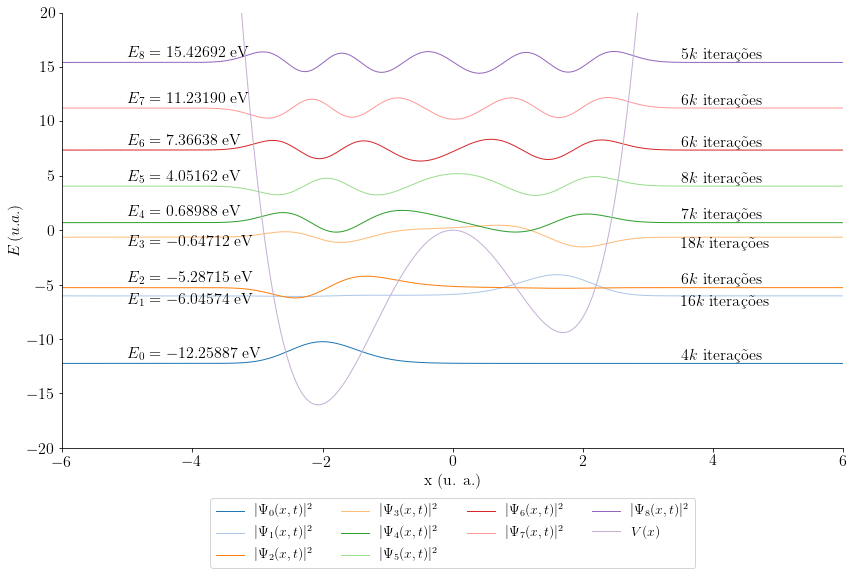 20
15
10
5
0
−5
−10
−15
−20
E (u.a.)
E₈ = 15.42692 eV 5k iterações
E₇ = 11.23190 eV 6k iterações
E₆ = 7.36638 eV 6k iterações
E₅ = 4.05162 eV 8k iterações
E₄ = 0.68988 eV 7k iterações
E₃ = −0.64712 eV 18k iterações
E₂ = −5.28715 eV 6k iterações
E₁ = −6.04574 eV 16k iterações
E₀ = −12.25887 eV 4k iterações
−6 −4 −2 0 2 4 6
x (u. a.)
|Ψ₀(x, t)|² |Ψ₃(x, t)|² |Ψ₆(x, t)|² |Ψ₈(x, t)|²
|Ψ₁(x, t)|² |Ψ₄(x, t)|² |Ψ₇(x, t)|² V(x)
|Ψ₂(x, t)|² |Ψ₅(x, t)|²